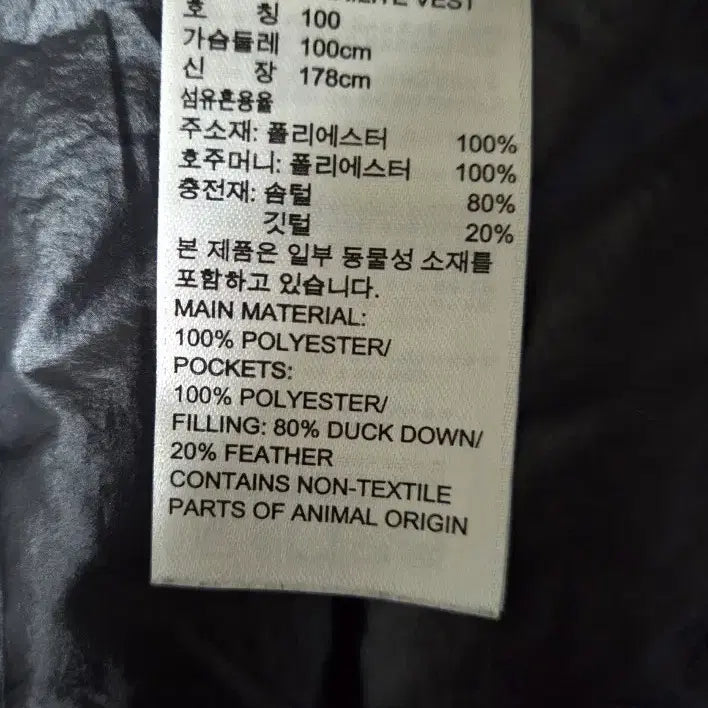 VEST
호 칭 100
가슴둘레 100cm
신 장 178cm
섬유혼용율
주소재: 폴리에스터 100%
호주머니: 폴리에스터 100%
충전재: 솜털 80%
깃털 20%
본 제품은 일부 동물성 소재를
포함하고 있습니다.
MAIN MATERIAL:
100% POLYESTER/
POCKETS:
100% POLYESTER/
FILLING: 80% DUCK DOWN/
20% FEATHER
CONTAINS NON-TEXTILE
PARTS OF ANIMAL ORIGIN